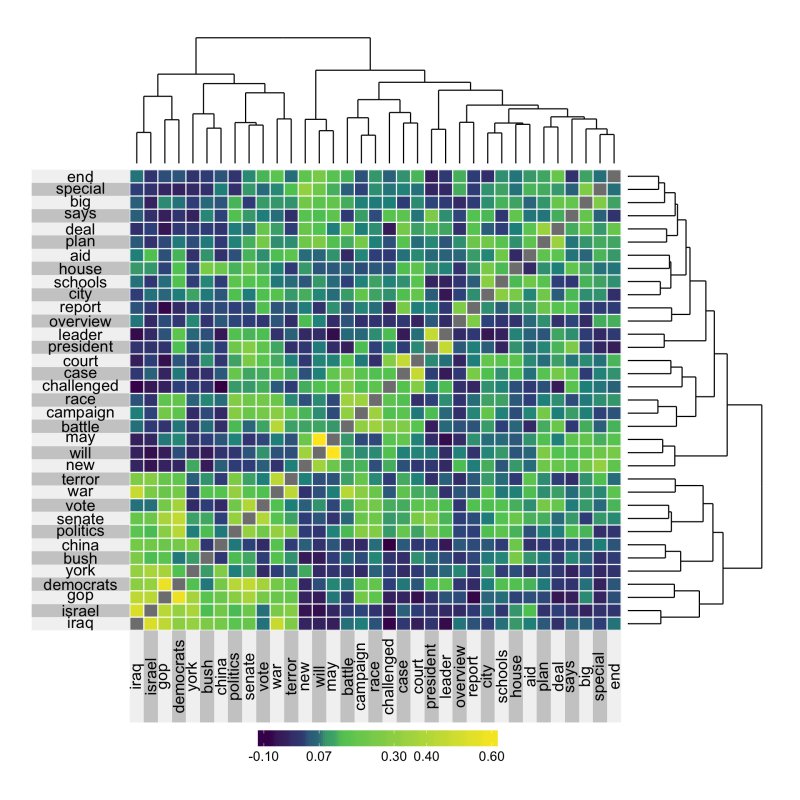 end
special
big
says
deal
plan
aid
house
schools
city
report
overview
leader
president
court
case
challenged
race
campaign
battle
may
will
new
terror
war
vote
senate
politics
china
bush
york
democrats
gop
israel
iraq
iraq
israel
gop
democrats
york
bush
china
politics
senate
vote
war
terror
new
will
may
battle
campaign
race
challenged
case
court
president
leader
overview
report
city
schools
house
aid
plan
deal
says
big
special
end
-0.10 0.07 0.30 0.40 0.60